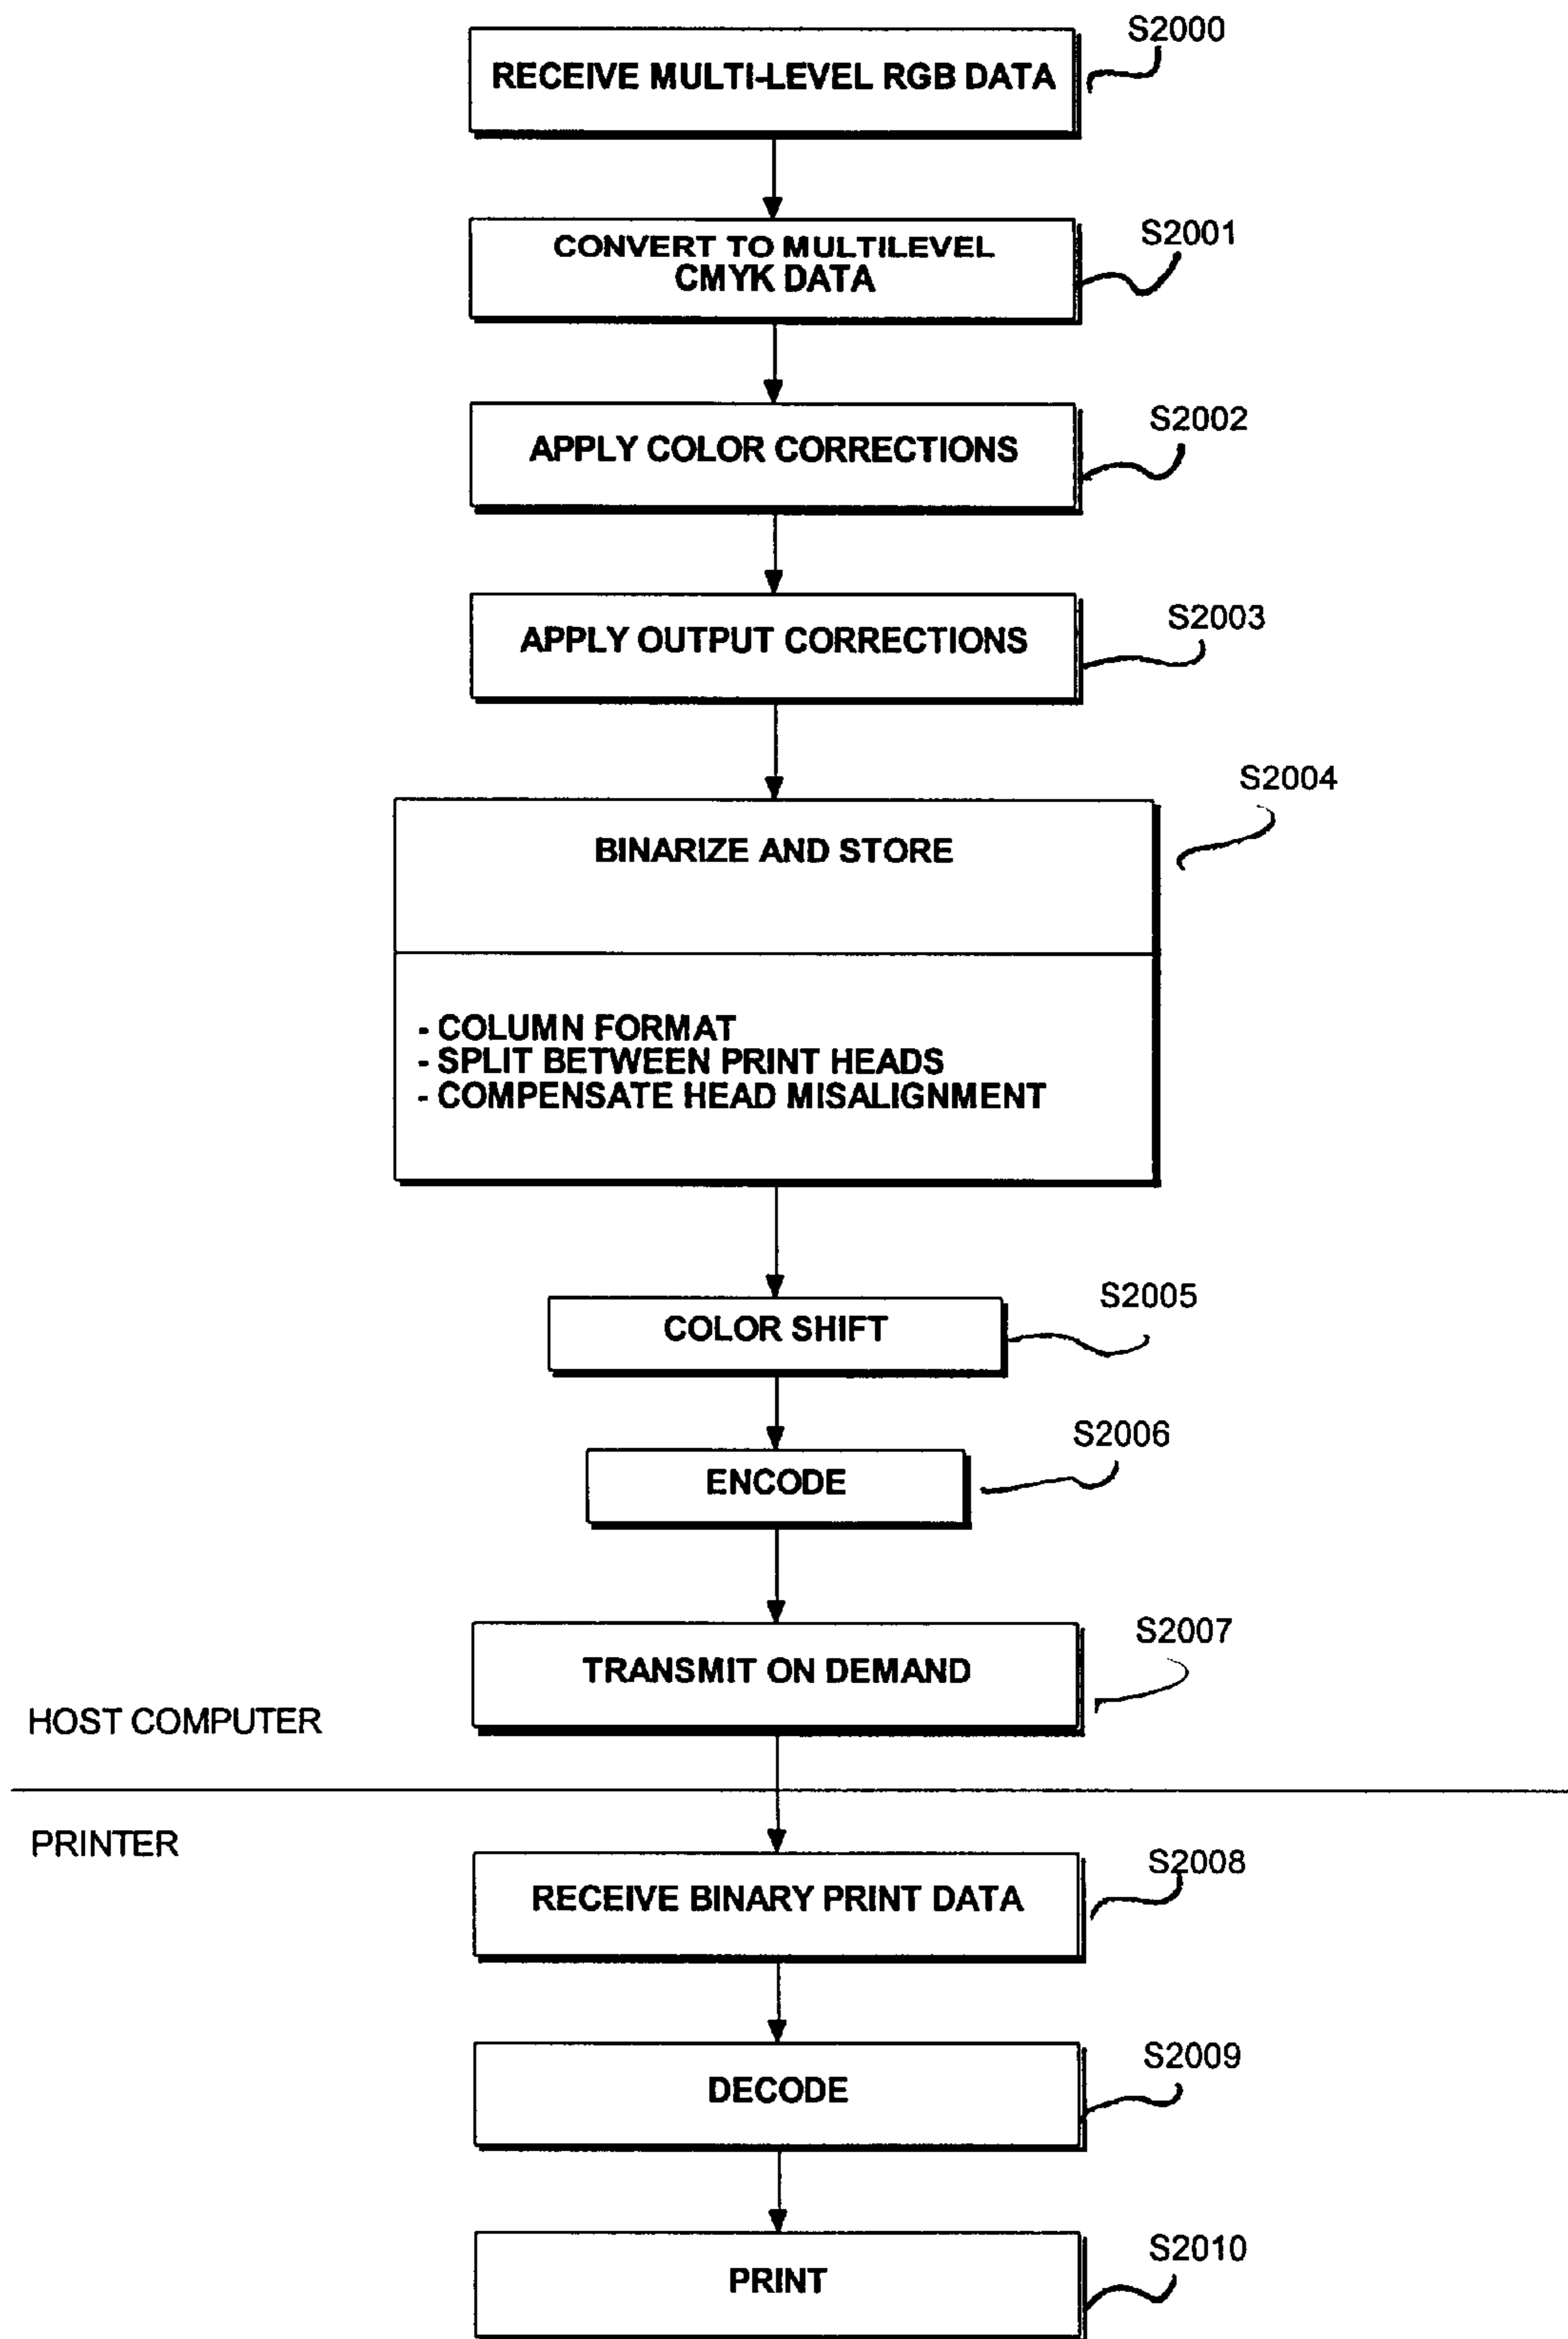 S2000
RECEIVE MULTI-LEVEL RGB DATA
S2001
CONVERT TO MULTILEVEL
CMYK DATA
S2002
APPLY COLOR CORRECTIONS
S2003
APPLY OUTPUT CORRECTIONS
S2004
BINARIZE AND STORE
- COLUMN FORMAT
- SPLIT BETWEEN PRINT HEADS
- COMPENSATE HEAD MISALIGNMENT
S2005
COLOR SHIFT
S2006
ENCODE
S2007
TRANSMIT ON DEMAND
HOST COMPUTER
PRINTER
S2008
RECEIVE BINARY PRINT DATA
S2009
DECODE
S2010
PRINT